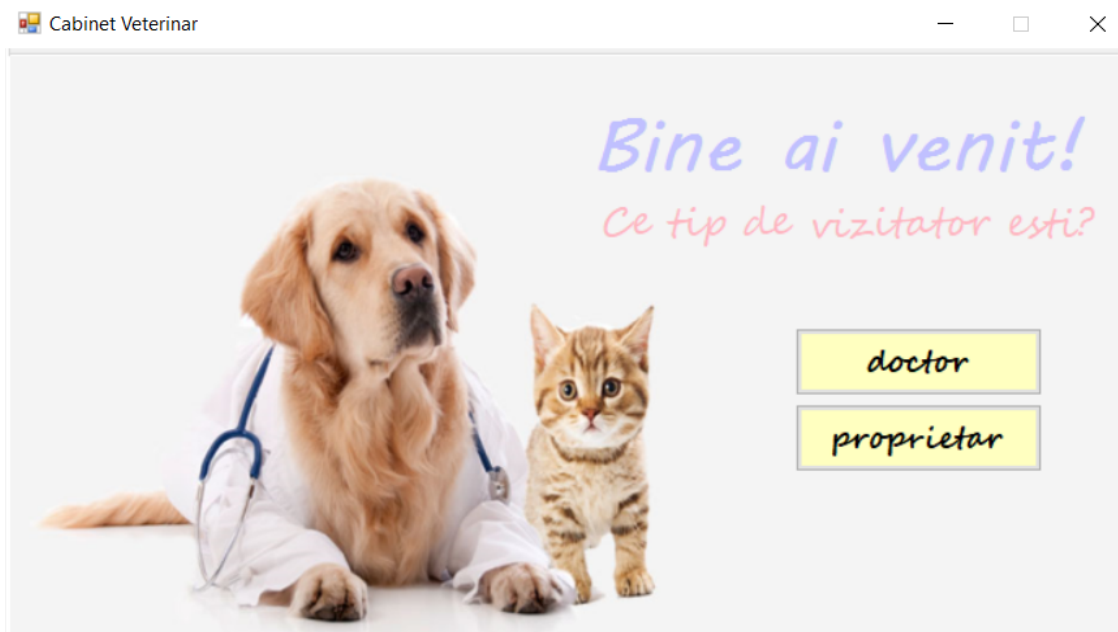 Cabinet Veterinar
Bine ai venit!
Ce tip de vizitator esti?
doctor
proprietar